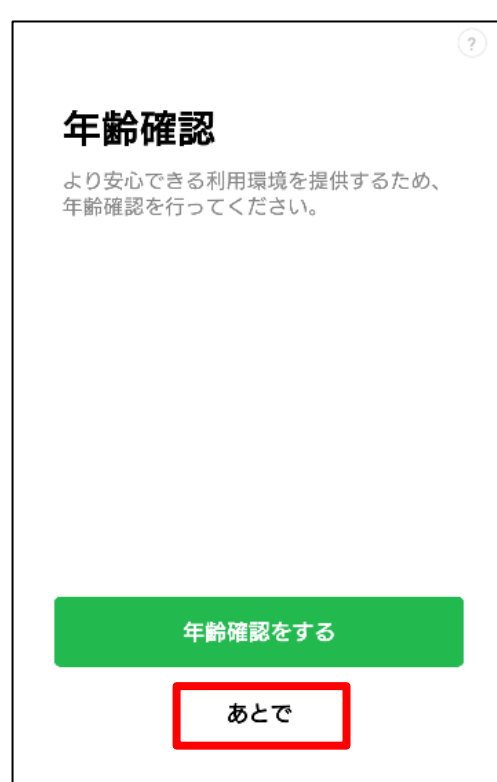 ?
年齢確認
より安心できる利用環境を提供するため、
年齢確認を行ってください。
年齢確認をする
あとで